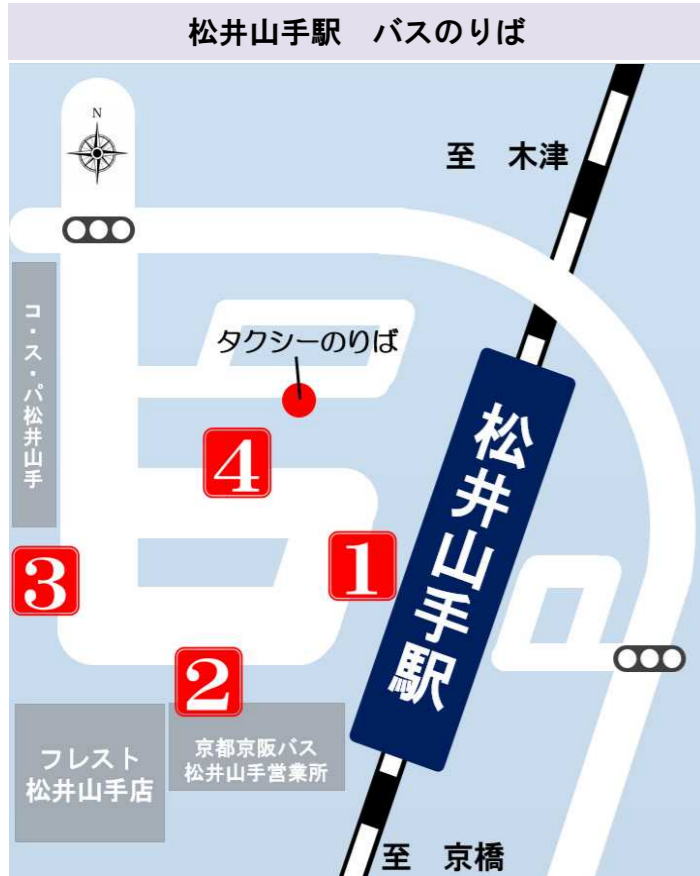 松井山手駅　バスのりば
N
至　木津
コ・ス・パ松井山手
タクシーのりば
4
松井山手駅
1
3
2
フレスト
松井山手店
京都京阪バス
松井山手営業所
至　京橋